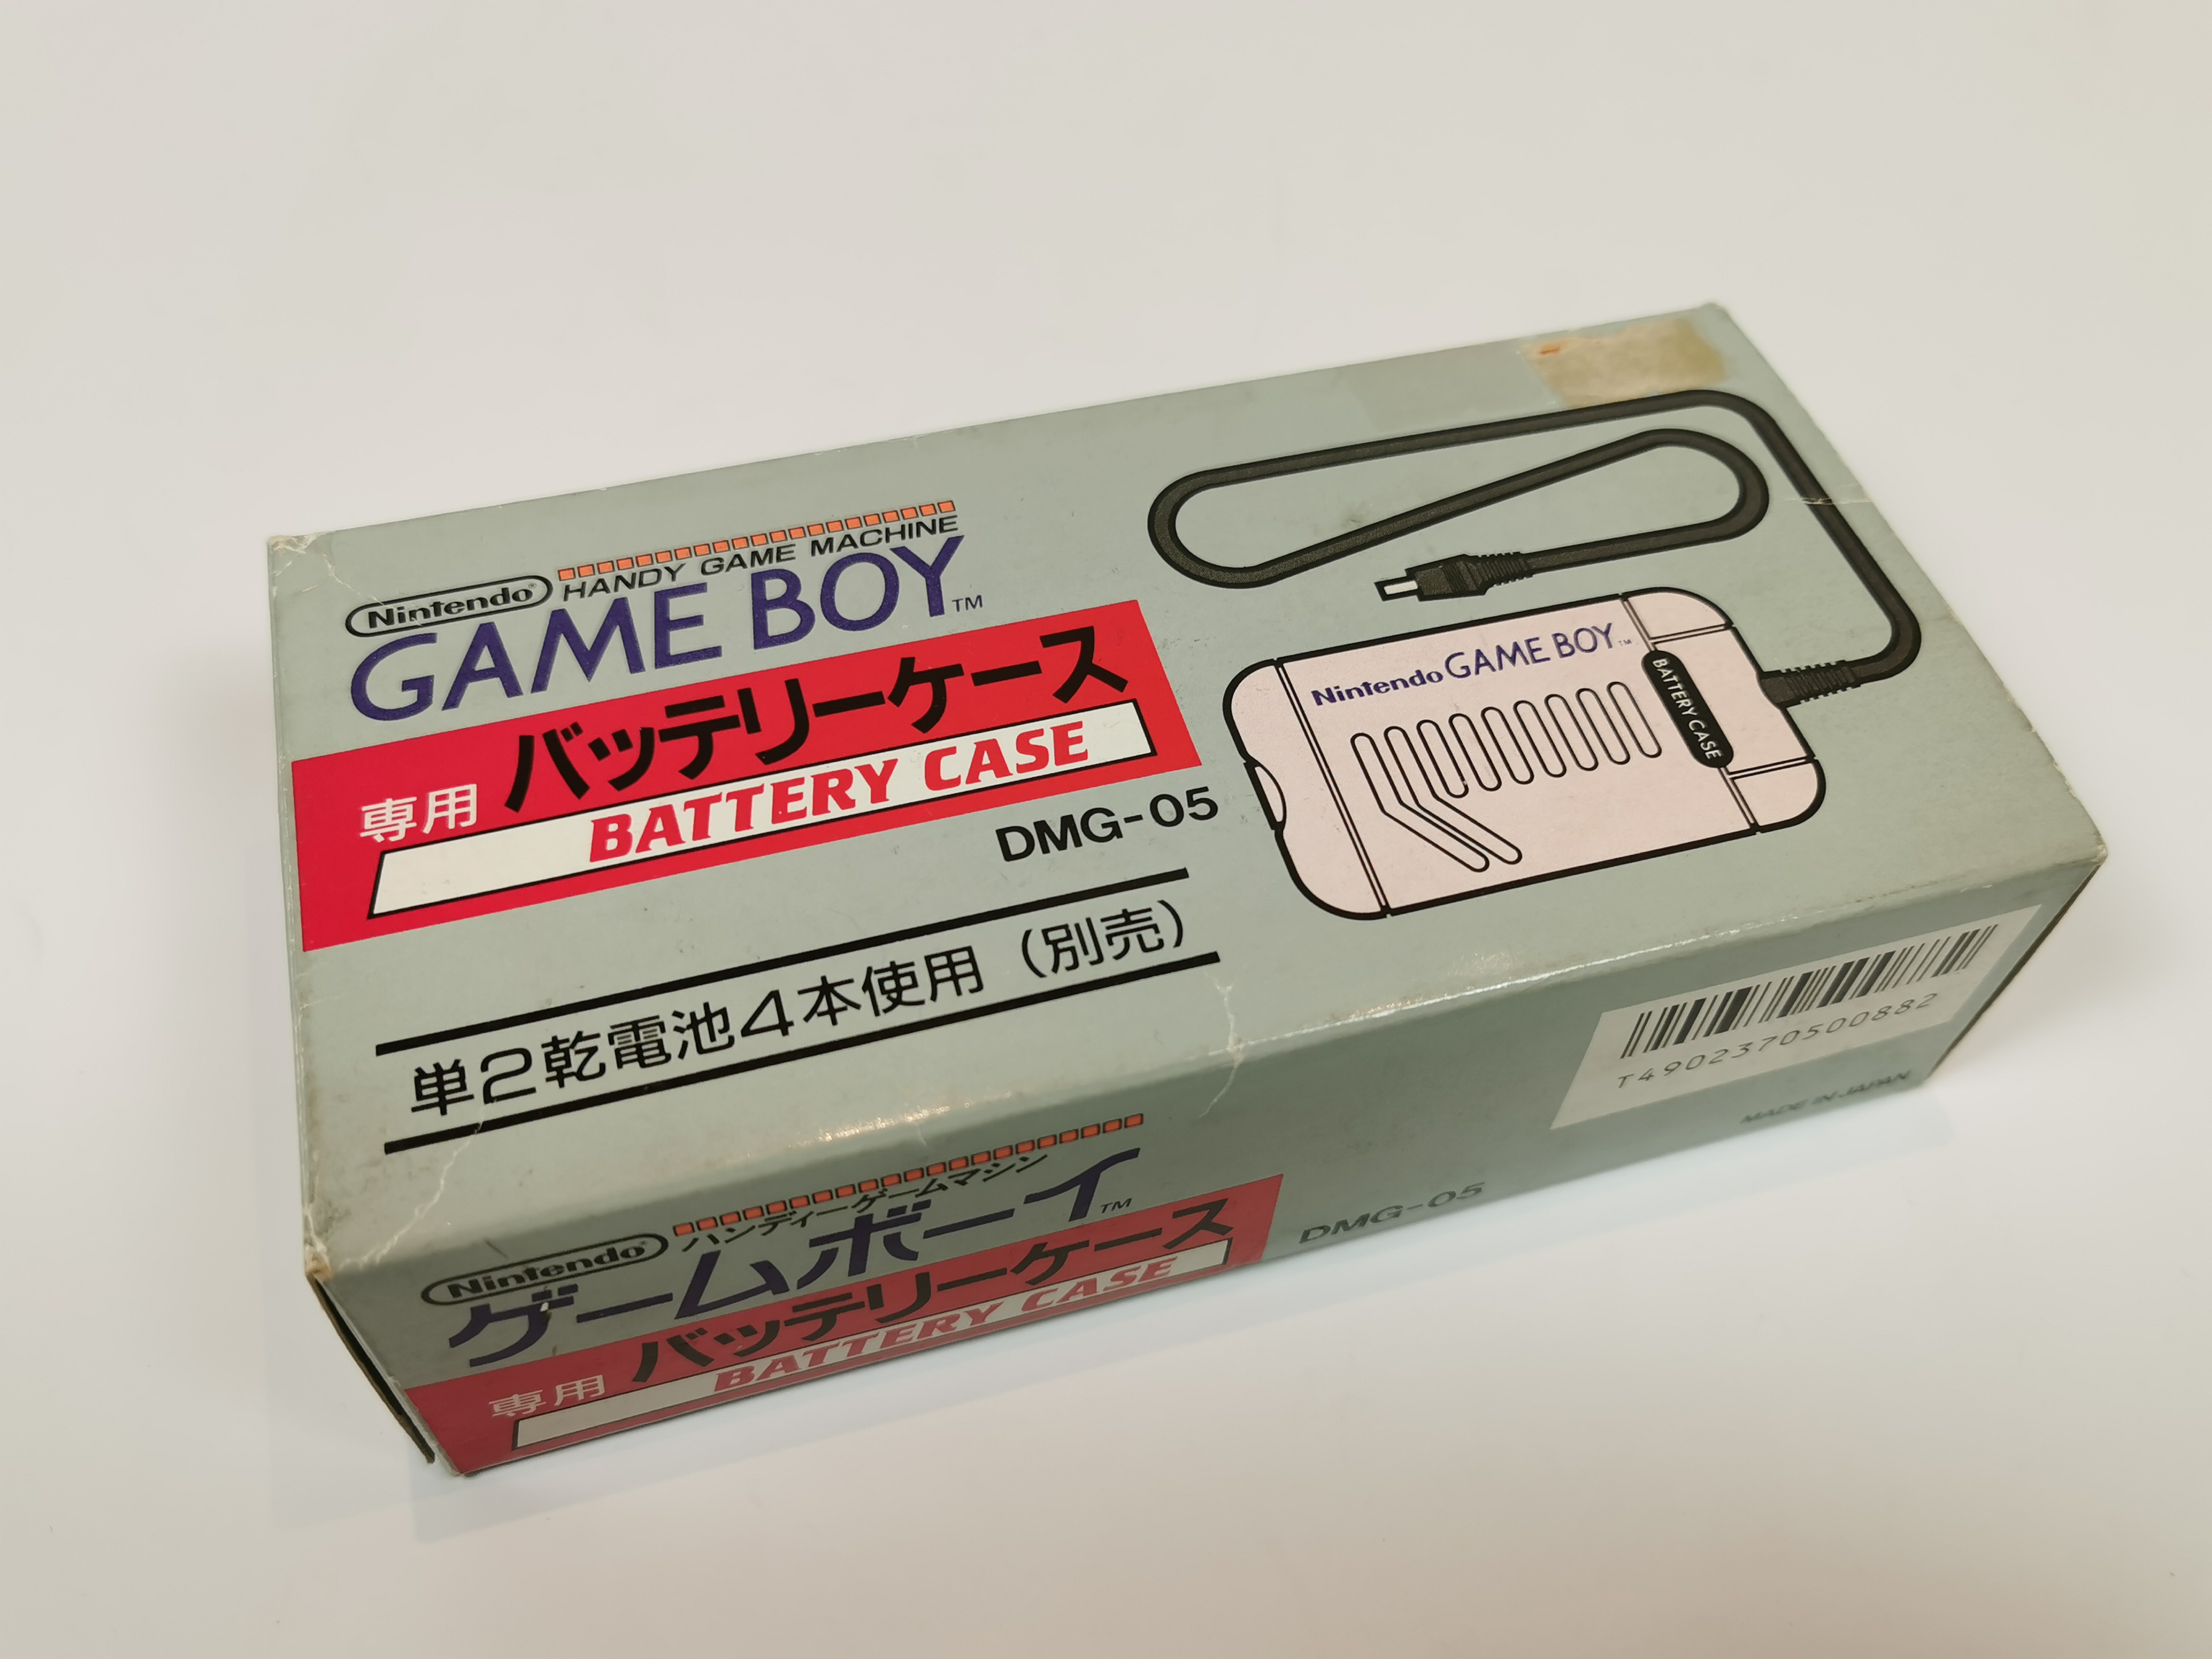 Nintendo®
HANDY GAME MACHINE
GAME BOY™
専用 バッテリーケース
BATTERY CASE
DMG-05
単2乾電池4本使用（別売）
Nintendo GAME BOY™
BATTERY CASE
Nintendo®
ハンディーゲームマシン
ゲームボーイ™
専用 バッテリーケース
BATTERY CASE
DMG-05
T4902370500882
MADE IN JAPAN